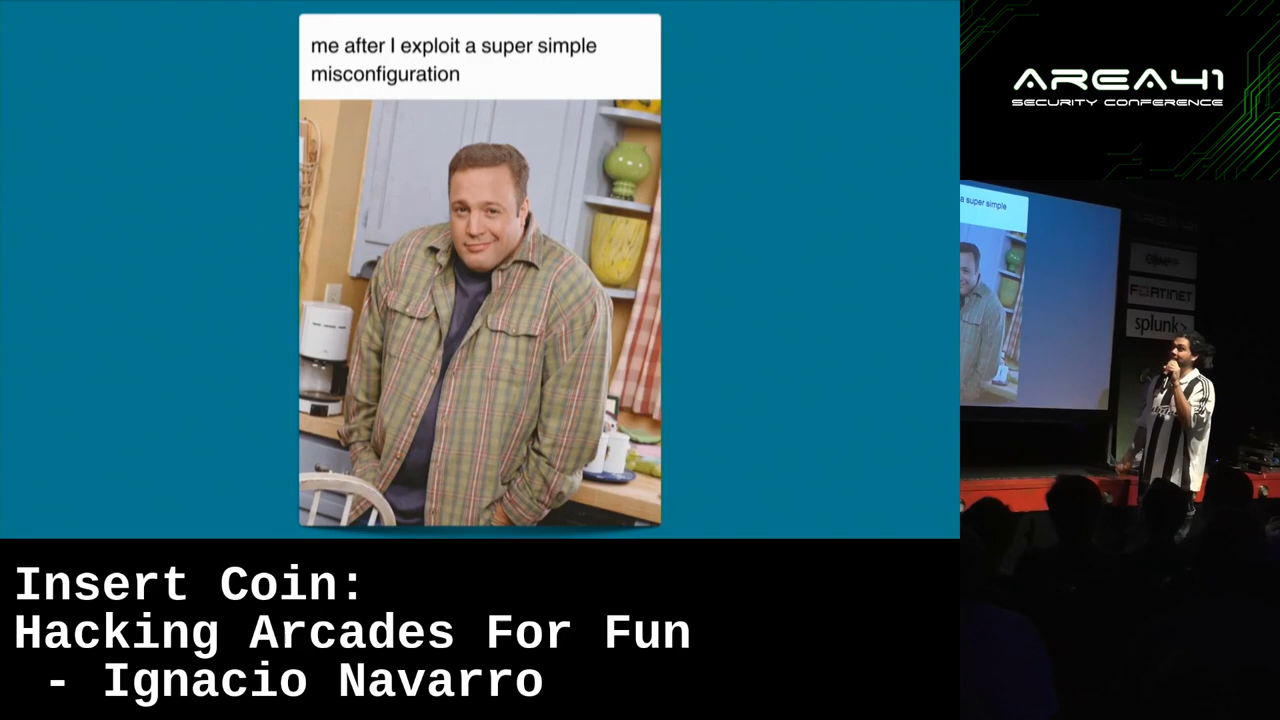 me after I exploit a super simple
misconfiguration
AREA41
SECURITY CONFERENCE
a super simple
FORTINET
splunk>
Insert Coin:
Hacking Arcades For Fun
- Ignacio Navarro